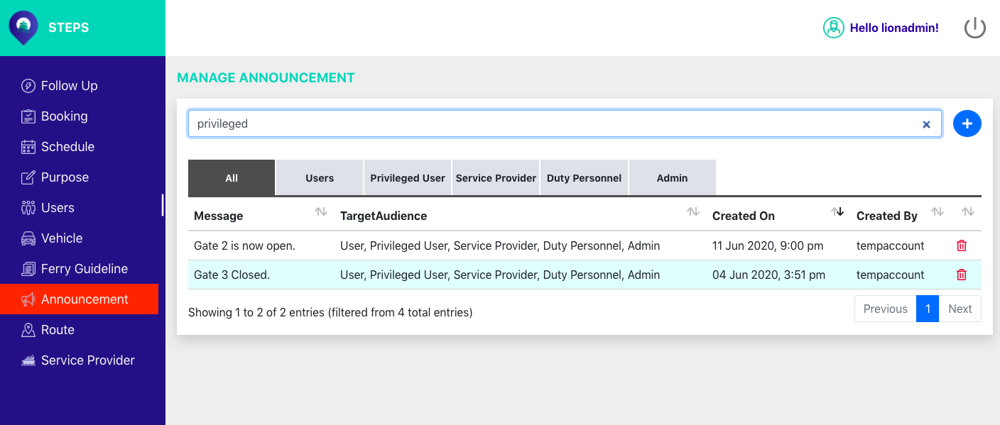 STEPS
Hello lionadmin!
Follow Up
Booking
Schedule
Purpose
Users
Vehicle
Ferry Guideline
Announcement
Route
Service Provider
MANAGE ANNOUNCEMENT
privileged
All Users Privileged User Service Provider Duty Personnel Admin
Message TargetAudience Created On Created By
Gate 2 is now open. User, Privileged User, Service Provider, Duty Personnel, Admin 11 Jun 2020, 9:00 pm tempaccount
Gate 3 Closed. User, Privileged User, Service Provider, Duty Personnel, Admin 04 Jun 2020, 3:51 pm tempaccount
Showing 1 to 2 of 2 entries (filtered from 4 total entries)
Previous 1 Next